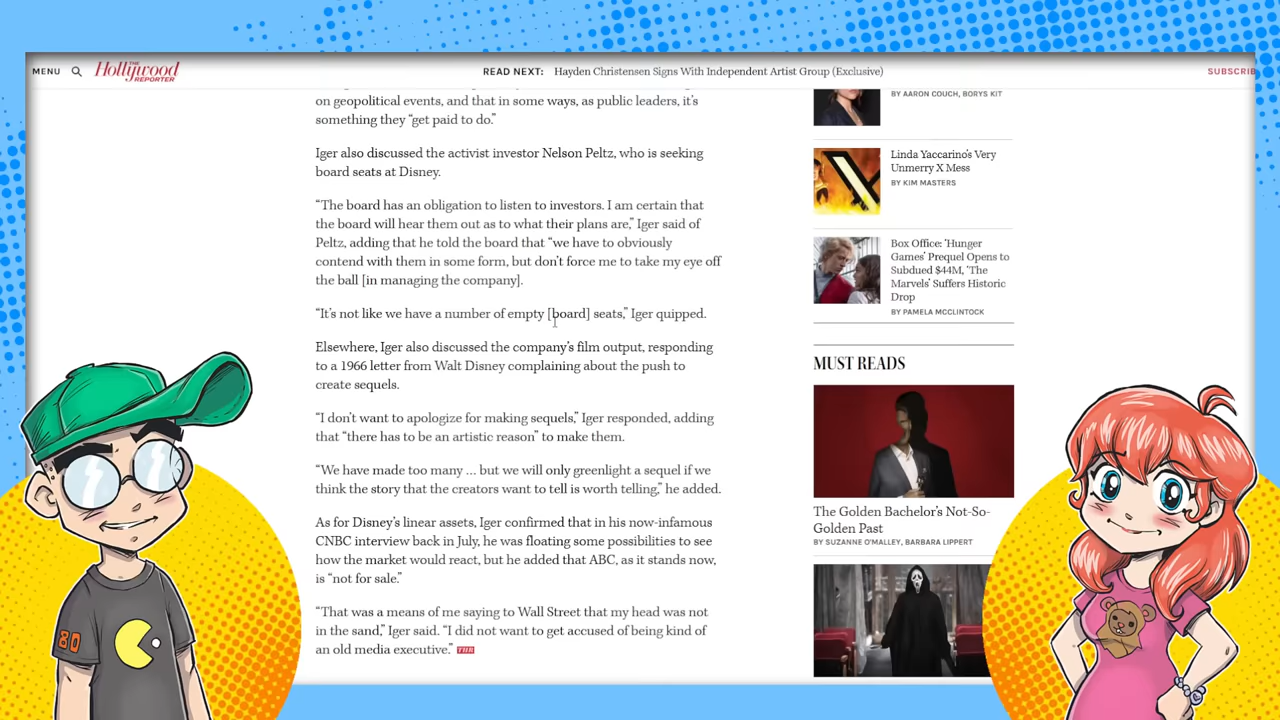 MENU
THE
Hollywood
REPORTER
READ NEXT: Hayden Christensen Signs With Independent Artist Group (Exclusive)
SUBSCRIB
on geopolitical events, and that in some ways, as public leaders, it's
something they “get paid to do.”
Iger also discussed the activist investor Nelson Peltz, who is seeking
board seats at Disney.
“The board has an obligation to listen to investors. I am certain that
the board will hear them out as to what their plans are,” Iger said of
Peltz, adding that he told the board that “we have to obviously
contend with them in some form, but don't force me to take my eye off
the ball [in managing the company].
“It's not like we have a number of empty [board] seats,” Iger quipped.
Elsewhere, Iger also discussed the company's film output, responding
to a 1966 letter from Walt Disney complaining about the push to
create sequels.
“I don't want to apologize for making sequels,” Iger responded, adding
that “there has to be an artistic reason” to make them.
“We have made too many ... but we will only greenlight a sequel if we
think the story that the creators want to tell is worth telling,” he added.
As for Disney's linear assets, Iger confirmed that in his now-infamous
CNBC interview back in July, he was floating some possibilities to see
how the market would react, but he added that ABC, as it stands now,
is “not for sale.”
“That was a means of me saying to Wall Street that my head was not
in the sand,” Iger said. “I did not want to get accused of being kind of
an old media executive.” THR
BY AARON COUCH, BORYS KIT
Linda Yaccarino's Very
Unmerry X Mess
BY KIM MASTERS
Box Office: 'Hunger
Games' Prequel Opens to
Subdued $44M, 'The
Marvels' Suffers Historic
Drop
BY PAMELA MCCLINTOCK
MUST READS
The Golden Bachelor's Not-So-
Golden Past
BY SUZANNE O'MALLEY, BARBARA LIPPERT
80